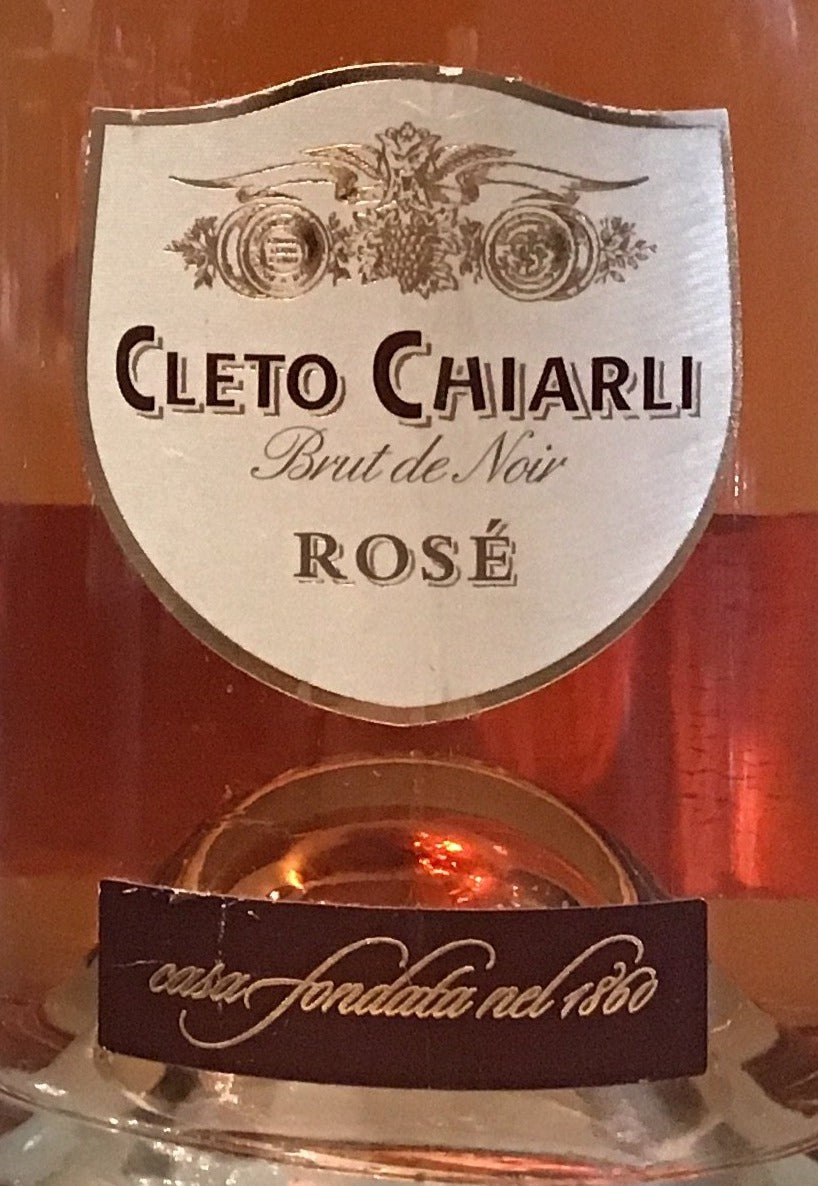 CLETO CHIARLI
Brut de Noir
ROSÉ
casa fondata nel 1860